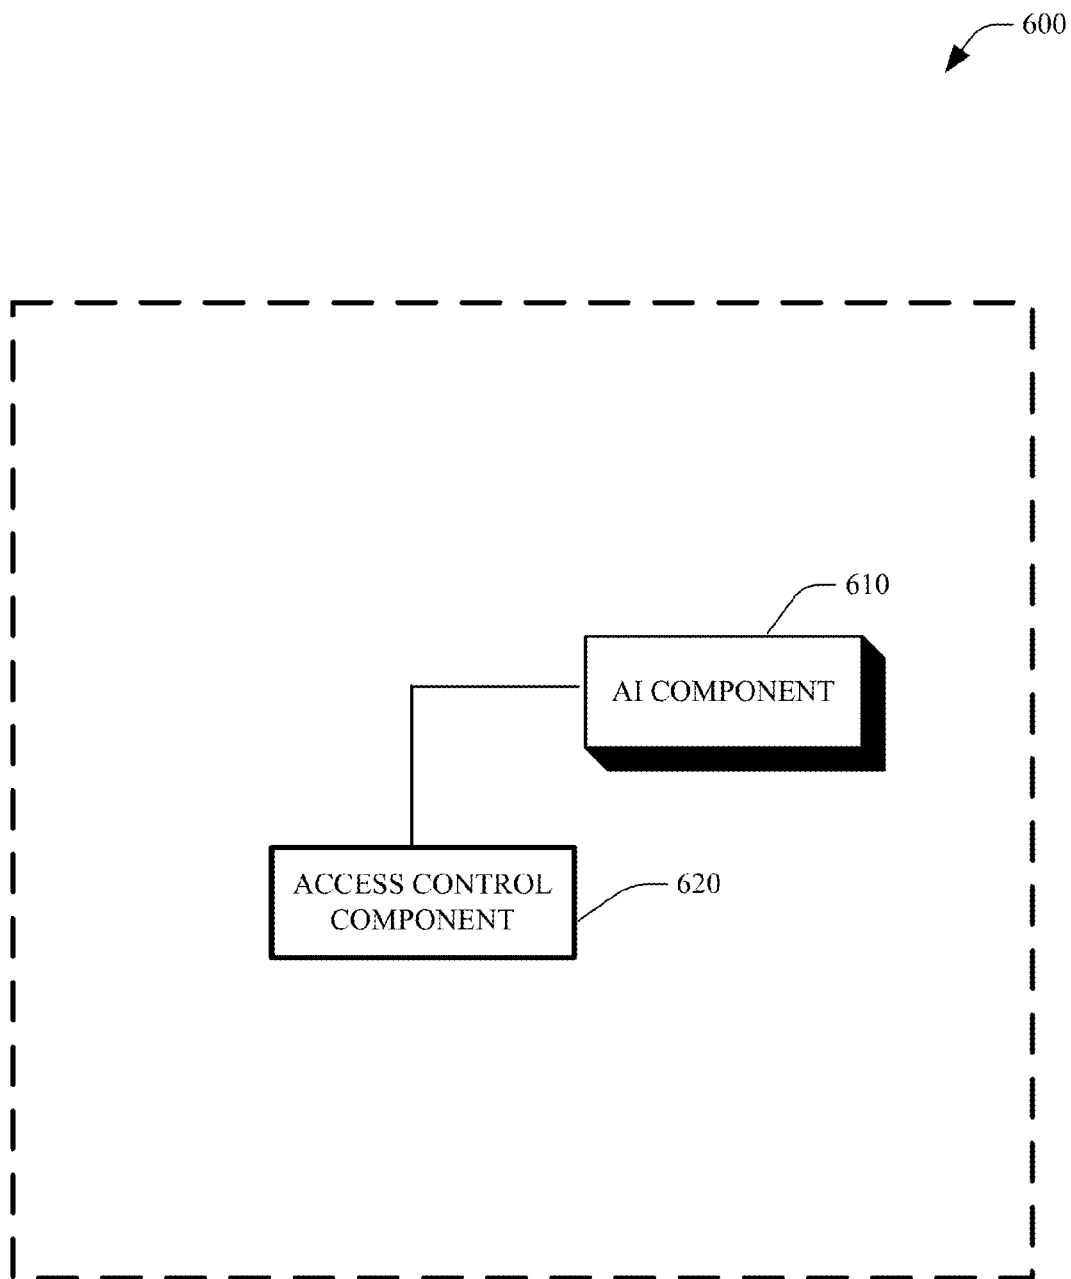 600
610
AI COMPONENT
ACCESS CONTROL
COMPONENT
620